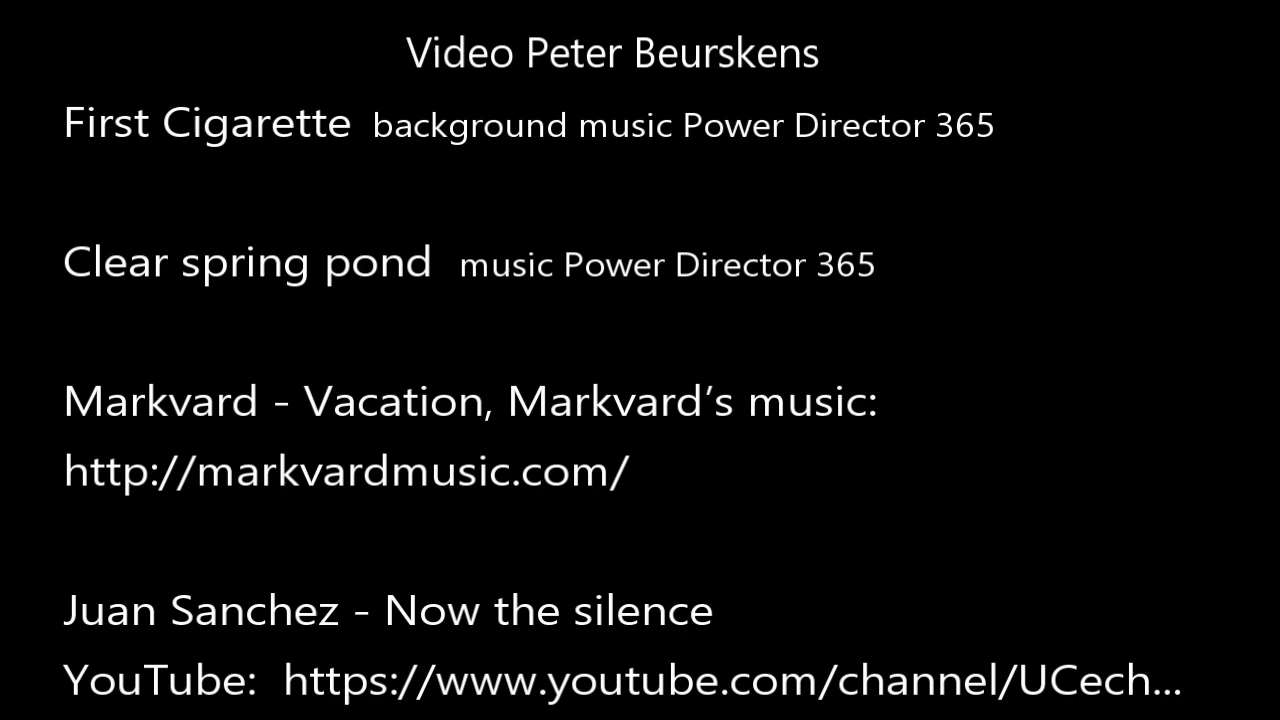 Video Peter Beurskens
First Cigarette background music Power Director 365
Clear spring pond music Power Director 365
Markvard - Vacation, Markvard’s music:
http://markvardmusic.com/
Juan Sanchez - Now the silence
YouTube: https://www.youtube.com/channel/UCech...